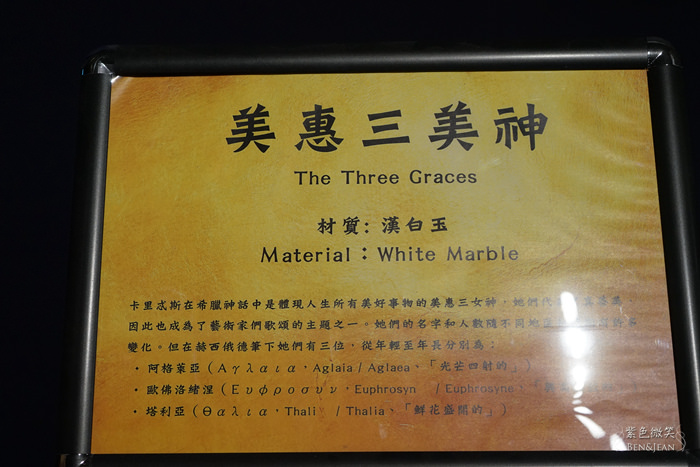 美惠三美神
The Three Graces
材質: 漢白玉
Material：White Marble
卡里忒斯在希臘神話中是體現人生所有美好事物的美惠三女神，她們代
因此也成為了藝術家們歌頌的主題之一。她們的名字和人數隨不同地
變化。但在赫西俄德筆下她們有三位，從年輕至年長分別為：
・阿格萊亞（Αγλαια，Aglaia / Aglaea、「光芒四射的」）
・歐佛洛緒涅（Ευφροσυν，Euphrosyn / Euphrosyne、
・塔利亞（Θαλια，Thali / Thalia、「鮮花盛開的」）
紫色微笑
BEN&JEAN